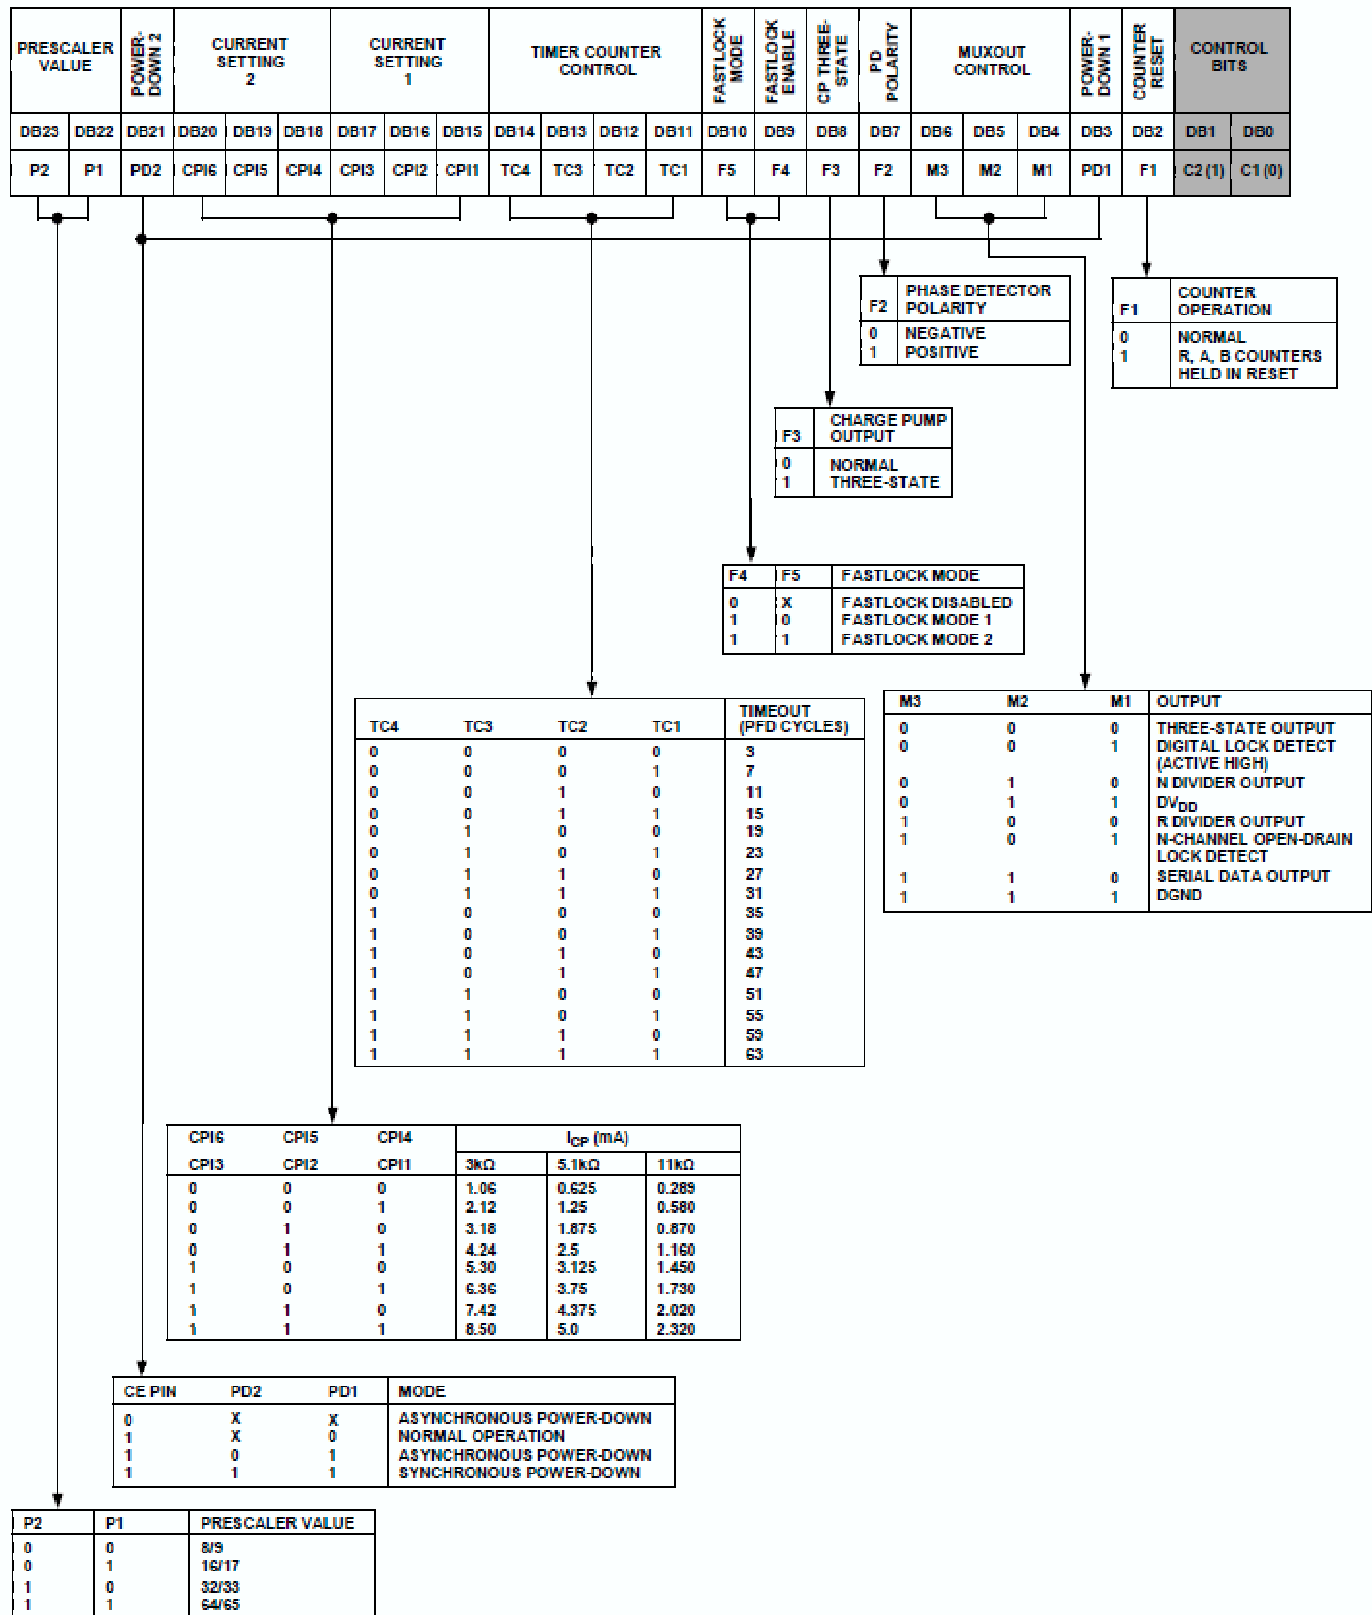 PRESCALER VALUE
POWER-DOWN 2
CURRENT SETTING 2
CURRENT SETTING 1
TIMER COUNTER CONTROL
FASTLOCK MODE
FASTLOCK ENABLE
CP THREE-STATE
PD POLARITY
MUXOUT CONTROL
POWER-DOWN 1
COUNTER RESET
CONTROL BITS
DB23 DB22 DB21 DB20 DB19 DB18 DB17 DB16 DB15 DB14 DB13 DB12 DB11 DB10 DB9 DB8 DB7 DB6 DB5 DB4 DB3 DB2 DB1 DB0
P2 P1 PD2 CPI6 CPI5 CPI4 CPI3 CPI2 CPI1 TC4 TC3 TC2 TC1 F5 F4 F3 F2 M3 M2 M1 PD1 F1 C2 (1) C1 (0)
F2 PHASE DETECTOR POLARITY
0 NEGATIVE
1 POSITIVE
F1 COUNTER OPERATION
0 NORMAL
1 R, A, B COUNTERS
HELD IN RESET
F3 CHARGE PUMP OUTPUT
0 NORMAL
1 THREE-STATE
F4 F5 FASTLOCK MODE
0 X FASTLOCK DISABLED
1 0 FASTLOCK MODE 1
1 1 FASTLOCK MODE 2
TC4 TC3 TC2 TC1 TIMEOUT (PFD CYCLES)
0 0 0 0 3
0 0 0 1 7
0 0 1 0 11
0 0 1 1 15
0 1 0 0 19
0 1 0 1 23
0 1 1 0 27
0 1 1 1 31
1 0 0 0 35
1 0 0 1 39
1 0 1 0 43
1 0 1 1 47
1 1 0 0 51
1 1 0 1 55
1 1 1 0 59
1 1 1 1 63
M3 M2 M1 OUTPUT
0 0 0 THREE-STATE OUTPUT
0 0 1 DIGITAL LOCK DETECT
(ACTIVE HIGH)
0 1 0 N DIVIDER OUTPUT
0 1 1 DVDD
1 0 0 R DIVIDER OUTPUT
1 0 1 N-CHANNEL OPEN-DRAIN
LOCK DETECT
1 1 0 SERIAL DATA OUTPUT
1 1 1 DGND
CPI6 CPI5 CPI4 ICP (mA)
CPI3 CPI2 CPI1 3kΩ 5.1kΩ 11kΩ
0 0 0 1.06 0.625 0.289
0 0 1 2.12 1.25 0.580
0 1 0 3.18 1.875 0.870
0 1 1 4.24 2.5 1.160
1 0 0 5.30 3.125 1.450
1 0 1 6.36 3.75 1.730
1 1 0 7.42 4.375 2.020
1 1 1 8.50 5.0 2.320
CE PIN PD2 PD1 MODE
0 X X ASYNCHRONOUS POWER-DOWN
1 X 0 NORMAL OPERATION
1 0 1 ASYNCHRONOUS POWER-DOWN
1 1 1 SYNCHRONOUS POWER-DOWN
P2 P1 PRESCALER VALUE
0 0 8/9
0 1 16/17
1 0 32/33
1 1 64/65